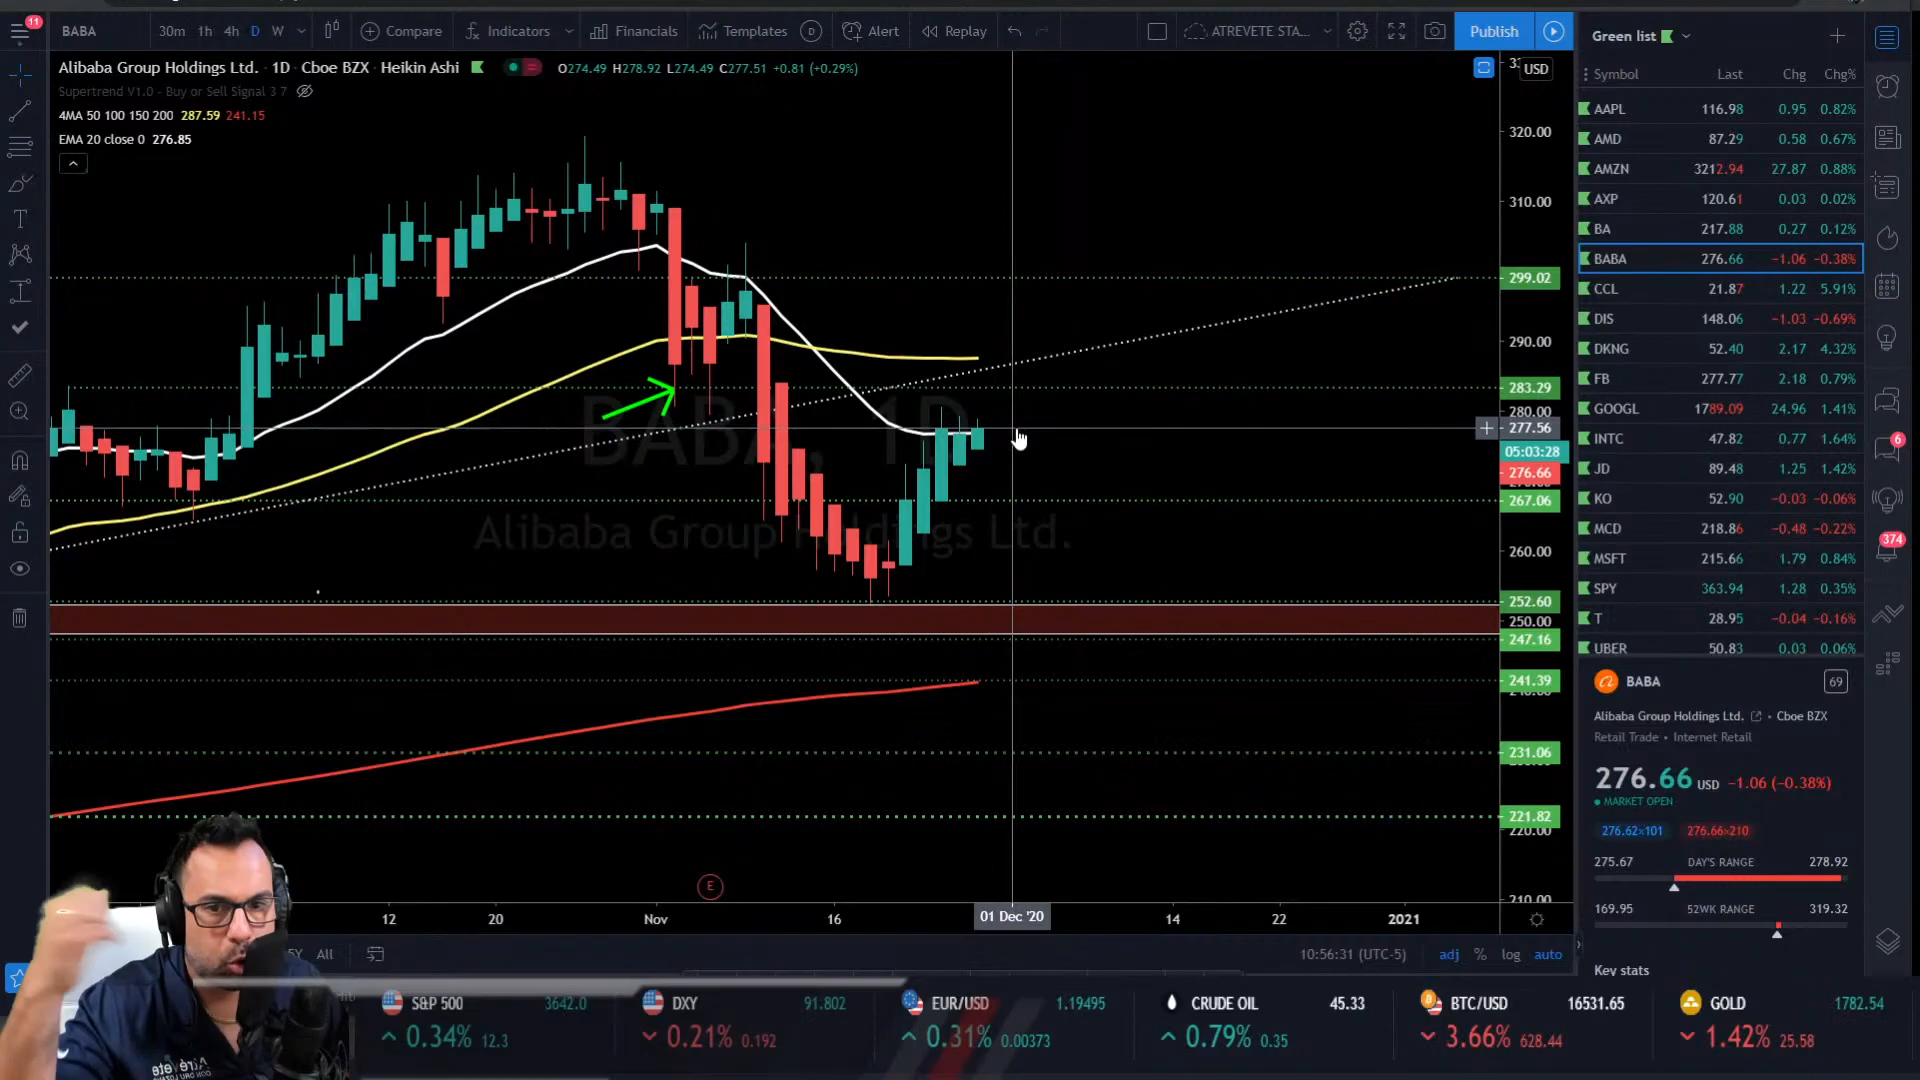 11
BABA 30m 1h 4h D W Compare Indicators Financials Templates D Alert Replay ATREVETE STA... Publish
Green list
Alibaba Group Holdings Ltd. · 1D · Cboe BZX · Heikin Ashi O274.49 H278.92 L274.49 C277.51 +0.81 (+0.29%)
Supertrend V1.0 - Buy or Sell Signal 3 7
4MA 50 100 150 200 287.59 241.15
EMA 20 close 0 276.85
BABA, 1D
Alibaba Group Holdings Ltd.
USD
320.00
310.00
299.02
290.00
283.29
280.00
277.56
05:03:28
276.66
267.06
260.00
252.60
250.00
247.16
241.39
231.06
221.82
220.00
210.00
E
12 20 Nov 16 01 Dec '20 14 22 2021
5Y All 10:56:31 (UTC-5) adj % log auto
Symbol Last Chg Chg%
AAPL 116.98 0.95 0.82%
AMD 87.29 0.58 0.67%
AMZN 3212.94 27.87 0.88%
AXP 120.61 0.03 0.02%
BA 217.88 0.27 0.12%
BABA 276.66 −1.06 −0.38%
CCL 21.87 1.22 5.91%
DIS 148.06 −1.03 −0.69%
DKNG 52.40 2.17 4.32%
FB 277.77 2.18 0.79%
GOOGL 1789.09 24.96 1.41%
INTC 47.82 0.77 1.64%
JD 89.48 1.25 1.42%
KO 52.90 −0.03 −0.06%
MCD 218.86 −0.48 −0.22%
MSFT 215.66 1.79 0.84%
SPY 363.94 1.28 0.35%
T 28.95 −0.04 −0.16%
UBER 50.83 0.03 0.06%
6
374
BABA 69
Alibaba Group Holdings Ltd. • Cboe BZX
Retail Trade • Internet Retail
276.66 USD −1.06 (−0.38%)
MARKET OPEN
276.62×101 276.66×210
275.67 DAY'S RANGE 278.92
169.95 52WK RANGE 319.32
Key stats
S&P 500 3642.0
0.34% 12.3
DXY 91.802
0.21% 0.192
EUR/USD 1.19495
0.31% 0.00373
CRUDE OIL 45.33
0.79% 0.35
BTC/USD 16531.65
3.66% 628.44
GOLD 1782.54
1.42% 25.58